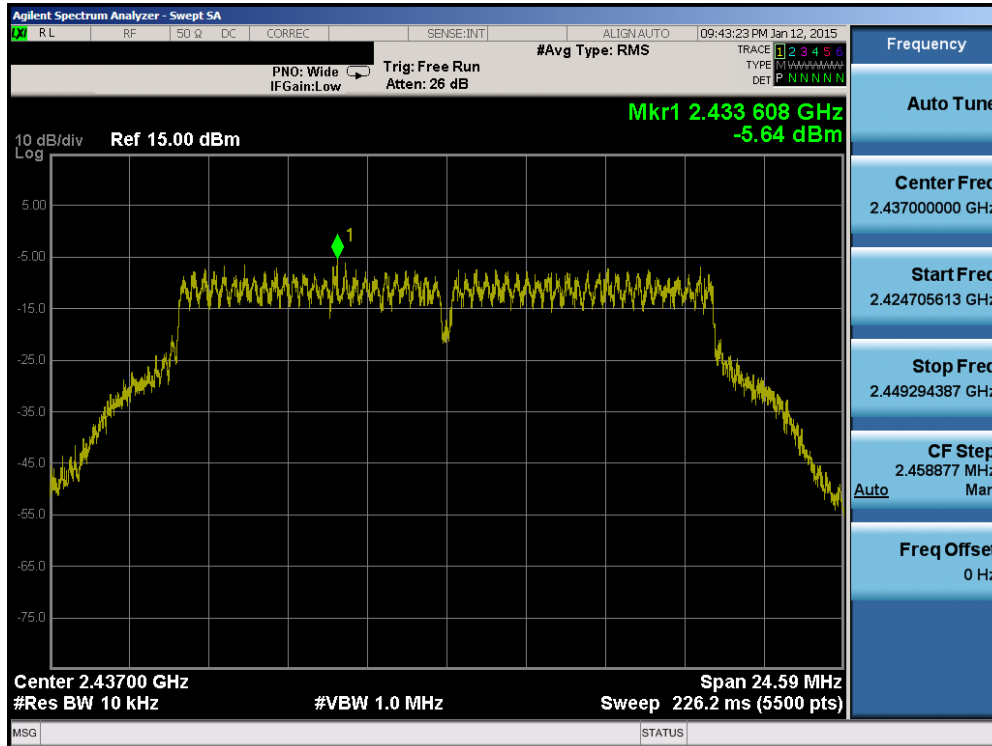 Agilent Spectrum Analyzer - Swept SA
LXI RL RF 50 Ω DC CORREC SENSE:INT ALIGN AUTO 09:43:23 PM Jan 12, 2015
#Avg Type: RMS
TRACE 1 2 3 4 5 6
PNO: Wide Trig: Free Run
TYPE M
IFGain:Low Atten: 26 dB
DET P N N N N N
Mkr1 2.433 608 GHz
-5.64 dBm
10 dB/div Ref 15.00 dBm
Log
1
5.00
-5.00
-15.0
-25.0
-35.0
-45.0
-55.0
-65.0
-75.0
Center 2.43700 GHz Span 24.59 MHz
#Res BW 10 kHz #VBW 1.0 MHz Sweep 226.2 ms (5500 pts)
MSG STATUS
Frequency
Auto Tune
Center Freq
2.437000000 GHz
Start Freq
2.424705613 GHz
Stop Freq
2.449294387 GHz
CF Step
2.458877 MHz
Auto Man
Freq Offset
0 Hz